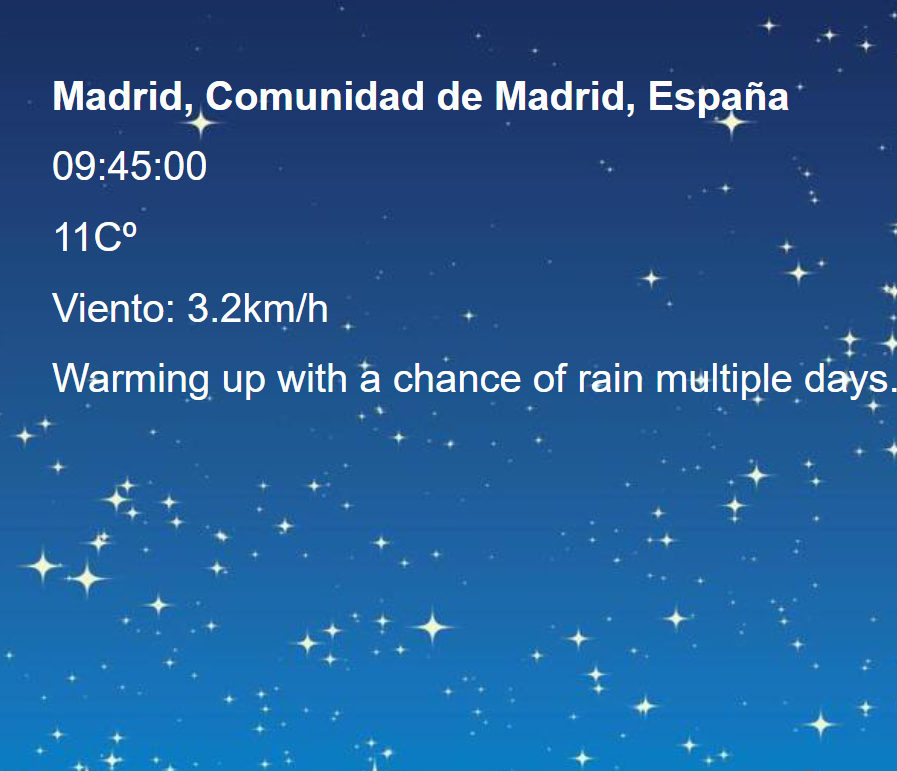 Madrid, Comunidad de Madrid, España
09:45:00
11Cº
Viento: 3.2km/h
Warming up with a chance of rain multiple days.